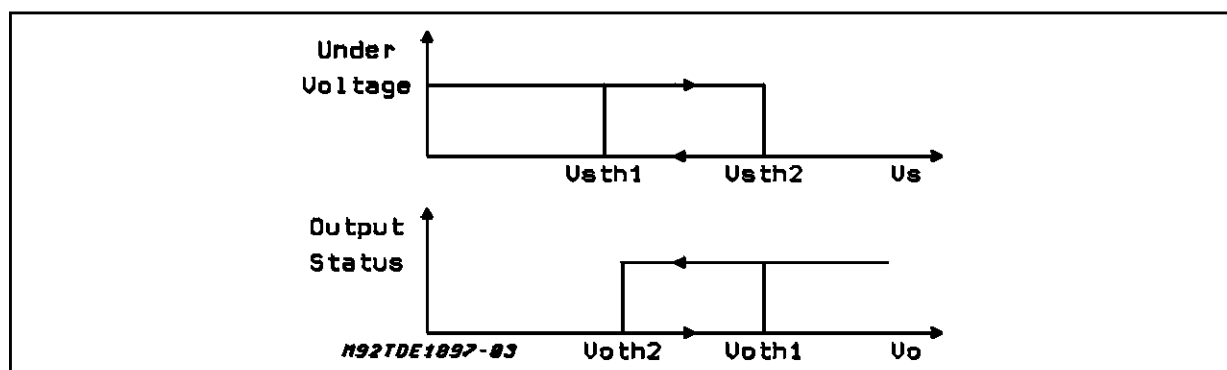 Under
Voltage
Vsth1 Vsth2 Vs
Output
Status
M92TDE1897-03 Voth2 Voth1 Vo